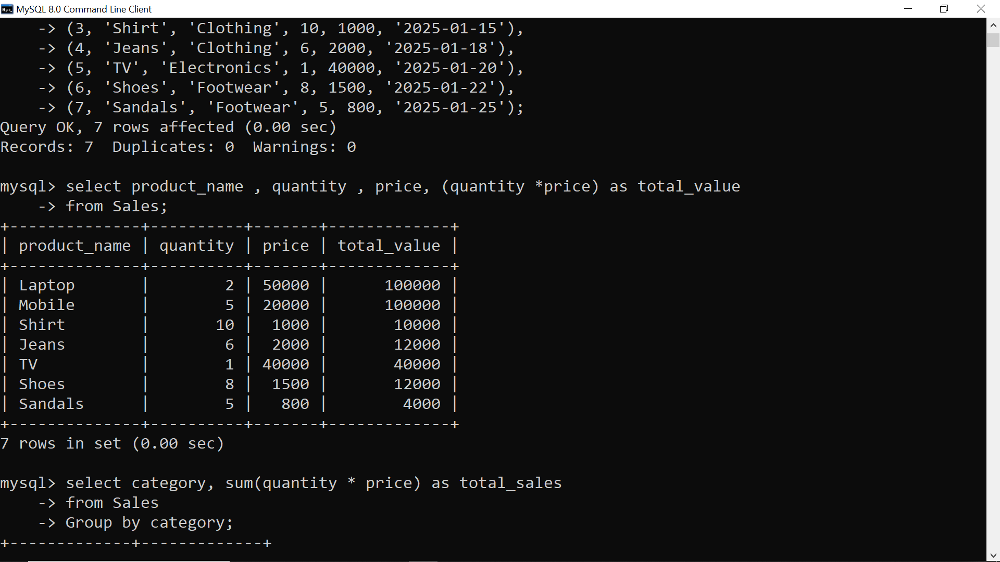 MySQL 8.0 Command Line Client
    -> (3, 'Shirt', 'Clothing', 10, 1000, '2025-01-15'),
    -> (4, 'Jeans', 'Clothing', 6, 2000, '2025-01-18'),
    -> (5, 'TV', 'Electronics', 1, 40000, '2025-01-20'),
    -> (6, 'Shoes', 'Footwear', 8, 1500, '2025-01-22'),
    -> (7, 'Sandals', 'Footwear', 5, 800, '2025-01-25');
Query OK, 7 rows affected (0.00 sec)
Records: 7  Duplicates: 0  Warnings: 0

mysql> select product_name , quantity , price, (quantity *price) as total_value
    -> from Sales;
+--------------+----------+-------+-------------+
| product_name | quantity | price | total_value |
+--------------+----------+-------+-------------+
| Laptop       |        2 | 50000 |      100000 |
| Mobile       |        5 | 20000 |      100000 |
| Shirt        |       10 |  1000 |       10000 |
| Jeans        |        6 |  2000 |       12000 |
| TV           |        1 | 40000 |       40000 |
| Shoes        |        8 |  1500 |       12000 |
| Sandals      |        5 |   800 |        4000 |
+--------------+----------+-------+-------------+
7 rows in set (0.00 sec)

mysql> select category, sum(quantity * price) as total_sales
    -> from Sales
    -> Group by category;
+-------------+-------------+